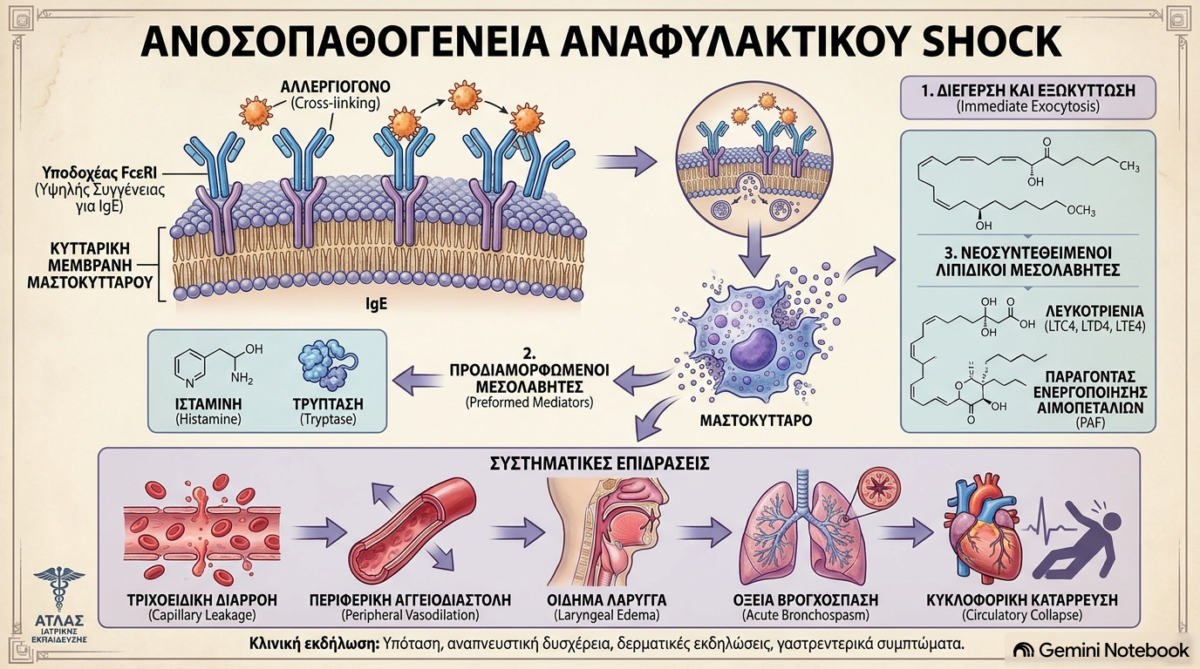 ΑΝΟΣΟΠΑΘΟΓΕΝΕΙΑ ΑΝΑΦΥΛΑΚΤΙΚΟΥ SHOCK
ΑΛΛΕΡΓΙΟΓΟΝΟ
(Cross-iinking)
Υποδοχέας FcεRI
(Υψηλής Συγγένειας
για IgE)
ΚΥΤΤΑΡΙΚΗ
ΜΕΜΒΡΑΝΗ
ΜΑΣΤΟΚΥΤΤΑΡΟΥ
IgE
1. ΔΙΕΓΕΡΣΗ ΚΑΙ ΕΞΩΚΥΤΤΩΣΗ
(Immediate Exocytosis)
O
CH3
OH
OCH3
OH
3. ΝΕΟΣΥΝΤΕΘΕΙΜΕΝΟΙ
ΛΙΠΙΔΙΚΟΙ ΜΕΣΟΛΑΒΗΤΕΣ
OH
O
OH
OH
ΛΕΥΚΟΤΡΙΕΝΙΑ
(LTC4, LTD4, LTE4)
O
OH
O
ΠΑΡΑΓΟΝΤΑΣ
ΕΝΕΡΓΟΠΟΙΗΣΗΣ
ΑΙΜΟΠΕΤΑΛΙΩΝ
(PAF)
2.
ΠΡΟΔΙΑΜΟΡΦΩΜΕΝΟΙ
ΜΕΣΟΛΑΒΗΤΕΣ
(Preformed Mediators)
OH
NH2
N
ΙΣΤΑΜΙΝΗ
(Histamine)
ΤΡΥΠΤΑΣΗ
(Tryptase)
ΜΑΣΤΟΚΥΤΤΑΡΟ
ΣΥΣΤΗΜΑΤΙΚΕΣ ΕΠΙΔΡΑΣΕΙΣ
ΤΡΙΧΟΕΙΔΙΚΗ ΔΙΑΡΡΟΗ
(Capillary Leakage)
ΠΕΡΙΦΕΡΙΚΗ ΑΓΓΕΙΟΔΙΑΣΤΟΛΗ
(Peripheral Vasodilation)
ΟΙΔΗΜΑ ΛΑΡΥΓΓΑ
(Laryngeal Edema)
ΟΞΕΙΑ ΒΡΟΓΧΟΣΠΑΣΗ
(Acute Bronchospasm)
ΚΥΚΛΟΦΟΡΙΚΗ ΚΑΤΑΡΡΕΥΣΗ
(Circulatory Collapse)
ΑΤΛΑΣ
ΙΑΤΡΙΚΗΣ
ΕΚΠΑΙΔΕΥΖΗΣ
Κλινική εκδήλωση: Υπόταση, αναπνευστική δυσχέρεια, δερματικές εκδηλώσεις, γαστρεντερικά συμπτώματα.
Gemini Notebook